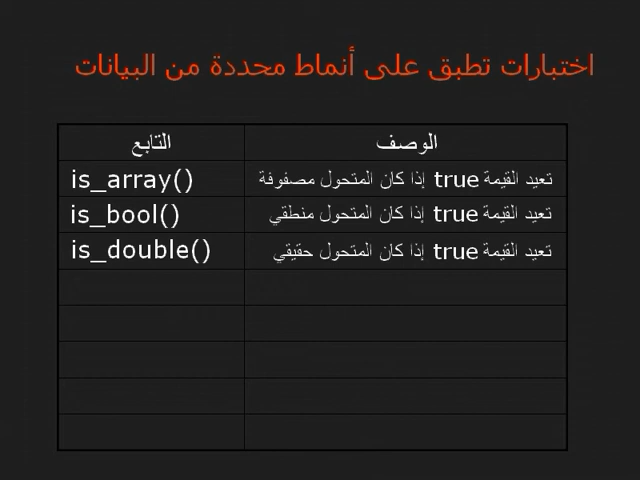 اختبارات تطبق على أنماط محددة من البيانات
الوصف التابع
تعيد القيمة true إذا كان المتحول مصفوفة is_array()
تعيد القيمة true إذا كان المتحول منطقي is_bool()
تعيد القيمة true إذا كان المتحول حقيقي is_double()